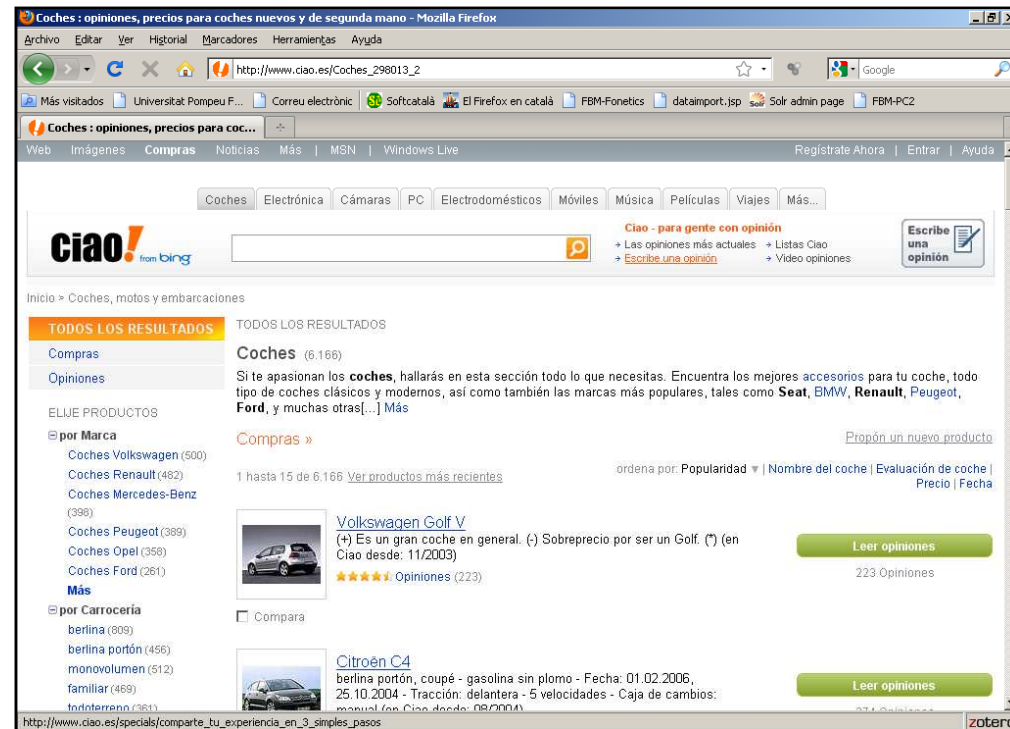 Coches : opiniones, precios para coches nuevos y de segunda mano - Mozilla Firefox
Archivo Editar Ver Historial Marcadores Herramientas Ayuda
http://www.ciao.es/Coches_298013_2
Google
Más visitados Universitat Pompeu F... Correu electrònic Softcatalà El Firefox en català FBM-Fonetics dataimport.jsp Solr admin page FBM-PC2
Coches : opiniones, precios para coc...
Web Imágenes Compras Noticias Más | MSN | Windows Live Regístrate Ahora | Entrar | Ayuda
Coches Electrónica Cámaras PC Electrodomésticos Móviles Música Películas Viajes Más...
ciao! from bing
Ciao - para gente con opinión
Las opiniones más actuales Listas Ciao
Escribe una opinión Video opiniones
Escribe
una
opinión
Inicio > Coches, motos y embarcaciones
TODOS LOS RESULTADOS
Compras
Opiniones
ELIJE PRODUCTOS
por Marca
Coches Volkswagen (500)
Coches Renault (482)
Coches Mercedes-Benz
(398)
Coches Peugeot (389)
Coches Opel (358)
Coches Ford (261)
Más
por Carrocería
berlina (809)
berlina portón (456)
monovolumen (512)
familiar (469)
todoterreno (361)
TODOS LOS RESULTADOS
Coches (6.166)
Si te apasionan los coches, hallarás en esta sección todo lo que necesitas. Encuentra los mejores accesorios para tu coche, todo
tipo de coches clásicos y modernos, así como también las marcas más populares, tales como Seat, BMW, Renault, Peugeot,
Ford, y muchas otras[...] Más
Compras »
Propón un nuevo producto
1 hasta 15 de 6.166 Ver productos más recientes
ordena por: Popularidad | Nombre del coche | Evaluación de coche |
Precio | Fecha
Volkswagen Golf V
(+) Es un gran coche en general. (-) Sobreprecio por ser un Golf. (*) (en
Ciao desde: 11/2003)
Opiniones (223)
Leer opiniones
223 Opiniones
Compara
Citroën C4
berlina portón, coupé - gasolina sin plomo - Fecha: 01.02.2006,
25.10.2004 - Tracción: delantera - 5 velocidades - Caja de cambios:
manual (en Ciao desde: 08/2004)
Leer opiniones
Opiniones
http://www.ciao.es/specials/comparte_tu_experiencia_en_3_simples_pasos
zotero